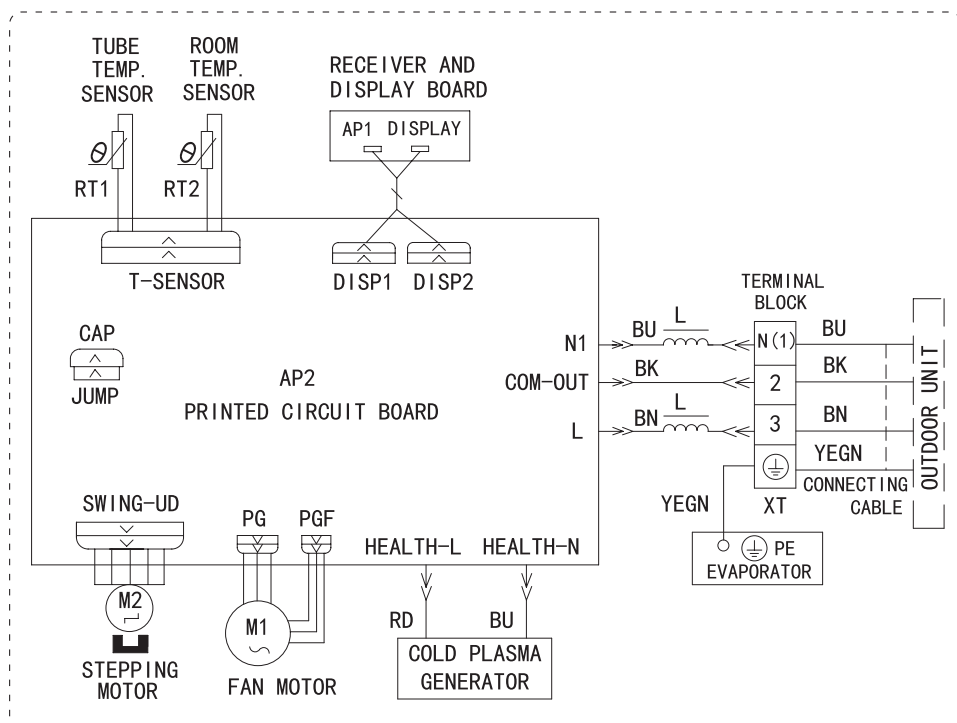 TUBE
TEMP.
SENSOR
ROOM
TEMP.
SENSOR
RECEIVER AND
DISPLAY BOARD
AP1 DISPLAY
θ
RT1
θ
RT2
T-SENSOR
DISP1 DISP2
CAP
JUMP
AP2
PRINTED CIRCUIT BOARD
N1
COM-OUT
L
BU
L
BK
BN
L
TERMINAL
BLOCK
N(1)
2
3
XT
BU
BK
BN
YEGN
CONNECTING
CABLE
OUTDOOR UNIT
YEGN
PE
EVAPORATOR
SWING-UD
M2
STEPPING
MOTOR
PG PGF
M1
FAN MOTOR
HEALTH-L HEALTH-N
RD BU
COLD PLASMA
GENERATOR